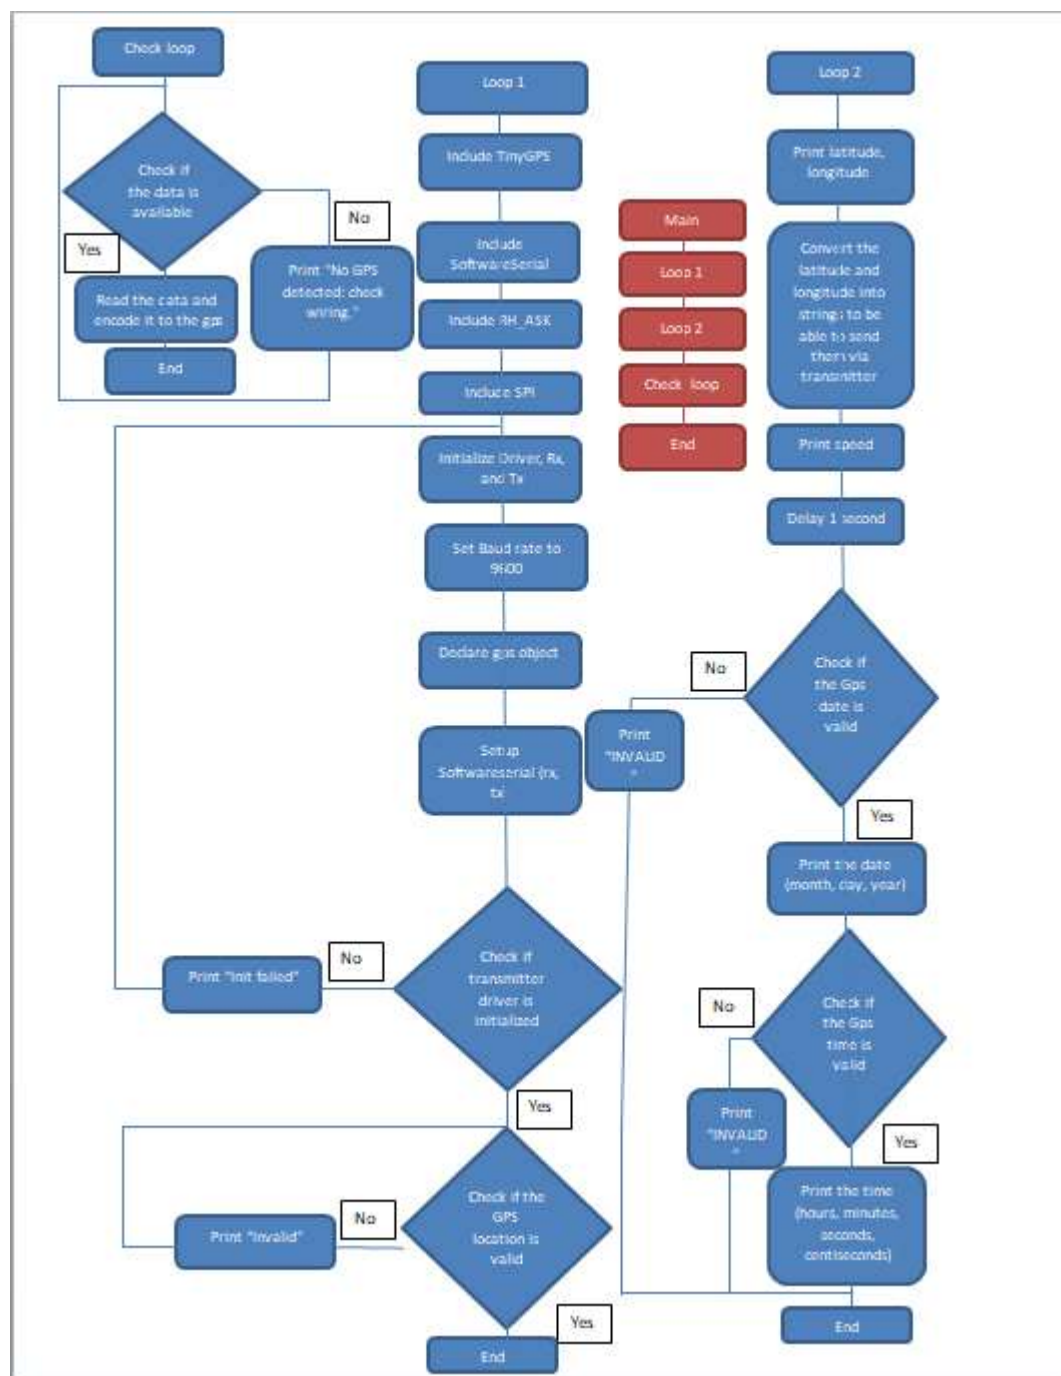 Check loop
Check if
the data is
available
Yes
No
Read the data and
encode it to the gps
Print "No GPS
detected: check
wiring."
End
Loop 1
Include TinyGPS
Include
SoftwareSerial
Include RH_ASK
Include SPI
Initialize Driver, Rx,
and Tx
Set Baud rate to
9600
Declare gps object
Setup
Softwareserial (rx,
tx)
Check if
transmitter
driver is
initialized
No
Print "Init failed"
Yes
Check if the
GPS
location is
valid
No
Print "Invalid"
Yes
End
Main
Loop 1
Loop 2
Check loop
End
Loop 2
Print latitude,
longitude
Convert the
latitude and
longitude into
strings to be
able to send
them via
transmitter
Print speed
Delay 1 second
Check if
the Gps
date is
valid
No
Print
"INVALID
"
Yes
Print the date
(month, day, year)
Check if
the Gps
time is
valid
No
Print
"INVALID
"
Yes
Print the time
(hours, minutes,
seconds,
centiseconds)
End